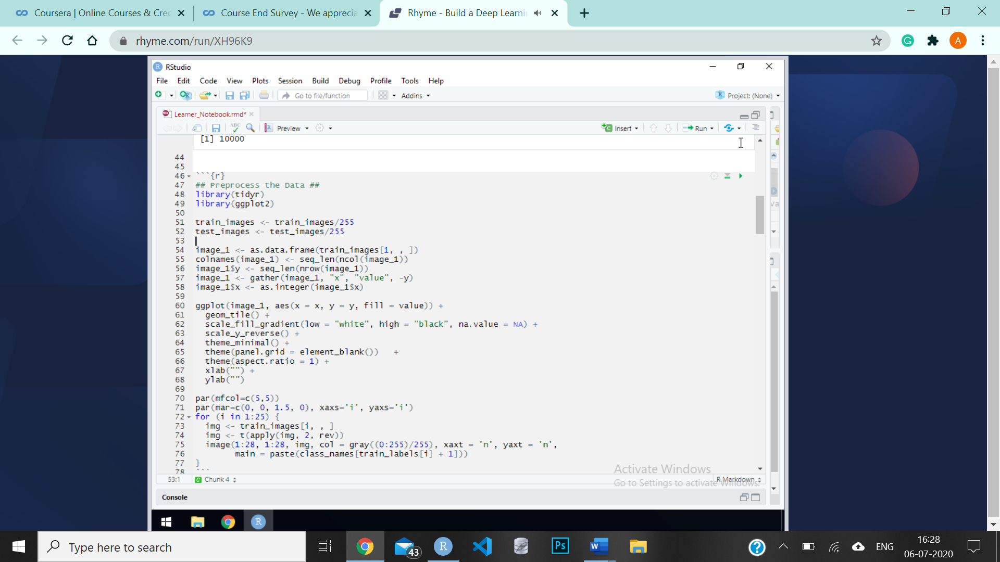 Coursera | Online Courses & Cred
Course End Survey - We apprecia
Rhyme - Build a Deep Learni
rhyme.com/run/XH96K9
A
R RStudio
File Edit Code View Plots Session Build Debug Profile Tools Help
Go to file/function
Addins
Project: (None)
Learner_Notebook.rmd*
ABC
Preview
Insert
Run
[1] 10000
44
45
46 ```{r}
47 ## Preprocess the Data ##
48 library(tidyr)
49 library(ggplot2)
50
51 train_images <- train_images/255
52 test_images <- test_images/255
53
54 image_1 <- as.data.frame(train_images[1, , ])
55 colnames(image_1) <- seq_len(ncol(image_1))
56 image_1$y <- seq_len(nrow(image_1))
57 image_1 <- gather(image_1, "x", "value", -y)
58 image_1$x <- as.integer(image_1$x)
59
60 ggplot(image_1, aes(x = x, y = y, fill = value)) +
61 geom_tile() +
62 scale_fill_gradient(low = "white", high = "black", na.value = NA) +
63 scale_y_reverse() +
64 theme_minimal() +
65 theme(panel.grid = element_blank())   +
66 theme(aspect.ratio = 1) +
67 xlab("") +
68 ylab("")
69
70 par(mfcol=c(5,5))
71 par(mar=c(0, 0, 1.5, 0), xaxs='i', yaxs='i')
72 for (i in 1:25) {
73 img <- train_images[i, , ]
74 img <- t(apply(img, 2, rev))
75 image(1:28, 1:28, img, col = gray((0:255)/255), xaxt = 'n', yaxt = 'n',
76 main = paste(class_names[train_labels[i] + 1]))
77 }
78 ```
Activate Windows
Go to Settings to activate Windows.
53:1 C Chunk 4
R Markdown
Console
R
Type here to search
43
R
Ps
W
ENG
16:28
06-07-2020